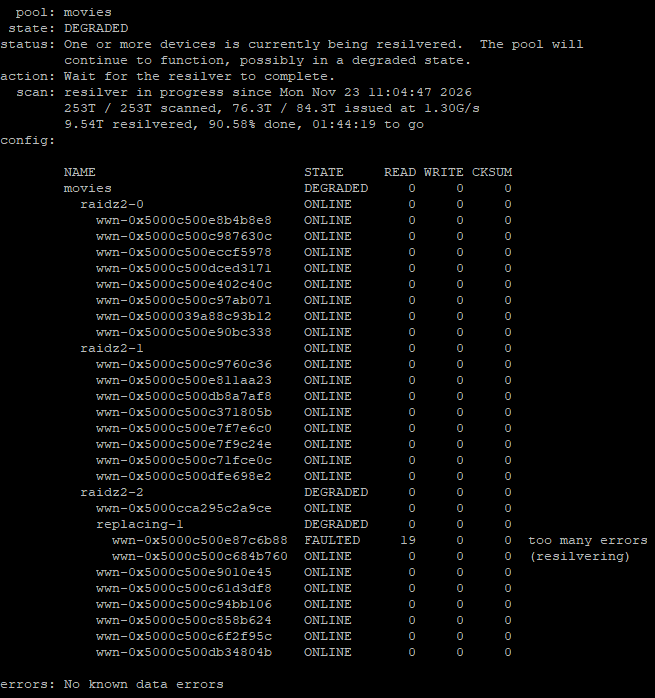 pool: movies
state: DEGRADED
status: One or more devices is currently being resilvered.  The pool will
continue to function, possibly in a degraded state.
action: Wait for the resilver to complete.
scan: resilver in progress since Mon Nov 23 11:04:47 2026
253T / 253T scanned, 76.3T / 84.3T issued at 1.30G/s
9.54T resilvered, 90.58% done, 01:44:19 to go
config:
NAME STATE READ WRITE CKSUM
movies DEGRADED 0 0 0
raidz2-0 ONLINE 0 0 0
wwn-0x5000c500e8b4b8e8 ONLINE 0 0 0
wwn-0x5000c500c987630c ONLINE 0 0 0
wwn-0x5000c500eccf5978 ONLINE 0 0 0
wwn-0x5000c500dced3171 ONLINE 0 0 0
wwn-0x5000c500e402c40c ONLINE 0 0 0
wwn-0x5000c500c97ab071 ONLINE 0 0 0
wwn-0x5000039a88c93b12 ONLINE 0 0 0
wwn-0x5000c500e90bc338 ONLINE 0 0 0
raidz2-1 ONLINE 0 0 0
wwn-0x5000c500c9760c36 ONLINE 0 0 0
wwn-0x5000c500e811aa23 ONLINE 0 0 0
wwn-0x5000c500db8a7af8 ONLINE 0 0 0
wwn-0x5000c500c371805b ONLINE 0 0 0
wwn-0x5000c500e7f7e6c0 ONLINE 0 0 0
wwn-0x5000c500e7f9c24e ONLINE 0 0 0
wwn-0x5000c500c71fce0c ONLINE 0 0 0
wwn-0x5000c500dfe698e2 ONLINE 0 0 0
raidz2-2 DEGRADED 0 0 0
wwn-0x5000cca295c2a9ce ONLINE 0 0 0
replacing-1 DEGRADED 0 0 0
wwn-0x5000c500e87c6b88 FAULTED 19 0 0 too many errors
wwn-0x5000c500c684b760 ONLINE 0 0 0 (resilvering)
wwn-0x5000c500e9010e45 ONLINE 0 0 0
wwn-0x5000c500c61d3df8 ONLINE 0 0 0
wwn-0x5000c500c94bb106 ONLINE 0 0 0
wwn-0x5000c500c858b624 ONLINE 0 0 0
wwn-0x5000c500c6f2f95c ONLINE 0 0 0
wwn-0x5000c500db34804b ONLINE 0 0 0
errors: No known data errors